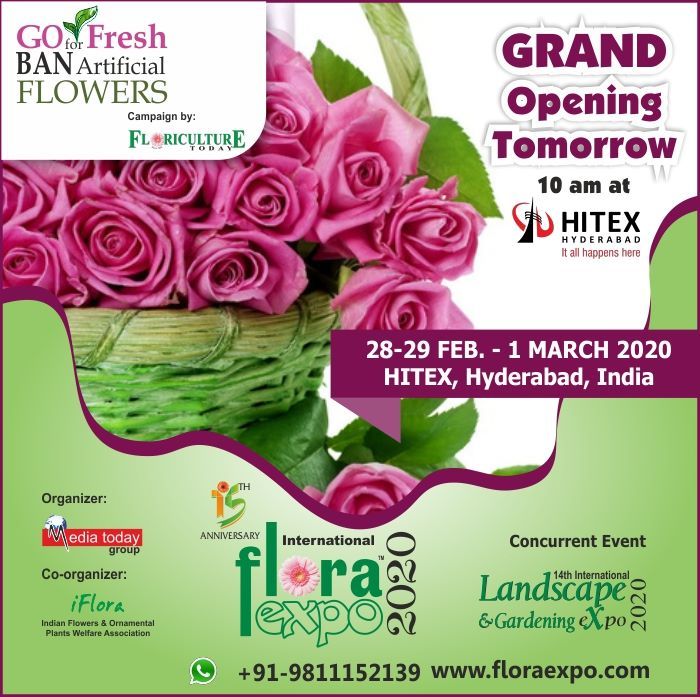 GO for Fresh
BAN Artificial
FLOWERS
Campaign by:
FLORICULTURE
TODAY
GRAND
Opening
Tomorrow
10 am at
HITEX
HYDERABAD
It all happens here
28-29 FEB. - 1 MARCH 2020
HITEX, Hyderabad, India
Organizer:
Media today
group
Co-organizer:
iFlora
Indian Flowers & Ornamental
Plants Welfare Association
15TH
ANNIVERSARY
International
flora™
expo
2020
Concurrent Event
14th International
Landscape
& Gardening eXpo
2020
+91-9811152139 www.floraexpo.com